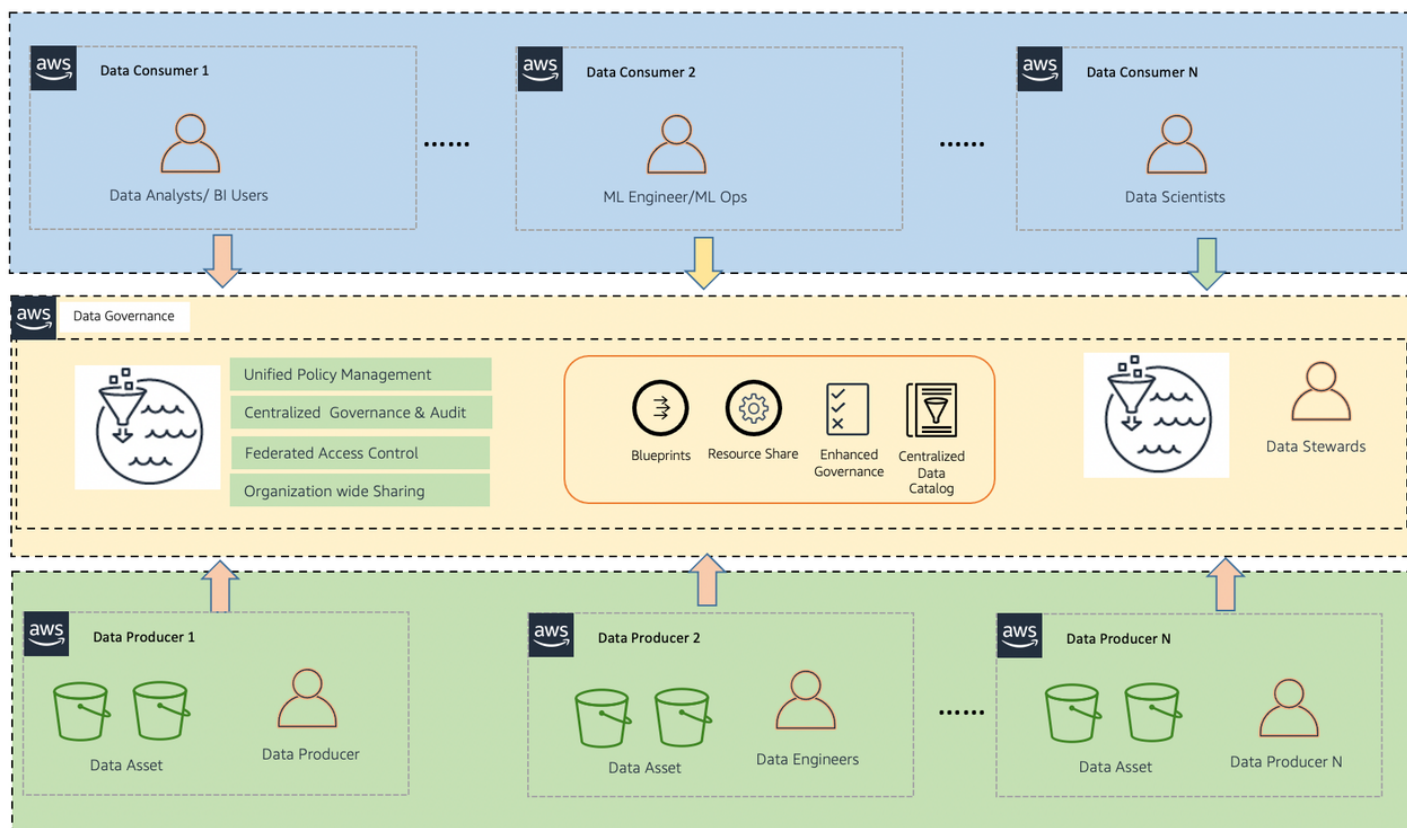 aws
Data Consumer 1
Data Analysts/ BI Users
......
aws
Data Consumer 2
ML Engineer/ML Ops
......
aws
Data Consumer N
Data Scientists
aws
Data Governance
Unified Policy Management
Centralized Governance & Audit
Federated Access Control
Organization wide Sharing
Blueprints
Resource Share
Enhanced
Governance
Centralized
Data
Catalog
Data Stewards
aws
Data Producer 1
Data Asset
Data Producer
aws
Data Producer 2
Data Asset
Data Engineers
......
aws
Data Producer N
Data Asset
Data Producer N